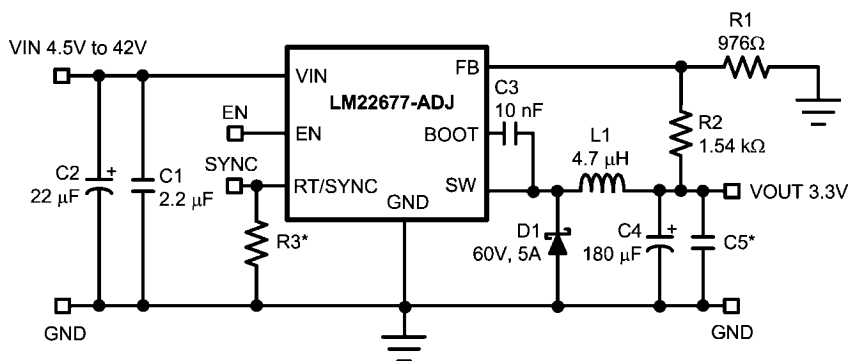 R1
976Ω
VIN 4.5V to 42V
VIN
FB
LM22677-ADJ
C3
10 nF
EN
EN
BOOT
R2
1.54 kΩ
L1
4.7 μH
SYNC
RT/SYNC
SW
GND
VOUT 3.3V
C2
22 μF
+
C1
2.2 μF
R3*
D1
60V, 5A
C4
180 μF
+
C5*
GND
GND